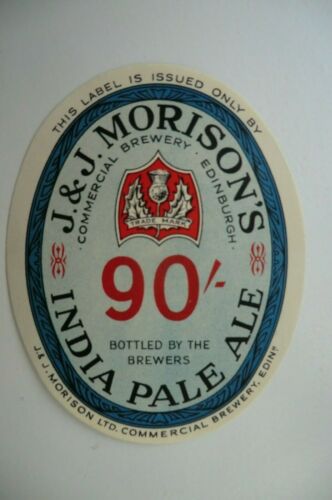 THIS LABEL IS ISSUED ONLY BY
J. & J. MORISON'S
· COMMERCIAL BREWERY · EDINBURGH ·
TRADE MARK
90/-
BOTTLED BY THE
BREWERS
INDIA PALE ALE
J. & J. MORISON LTD. COMMERCIAL BREWERY, EDINR.